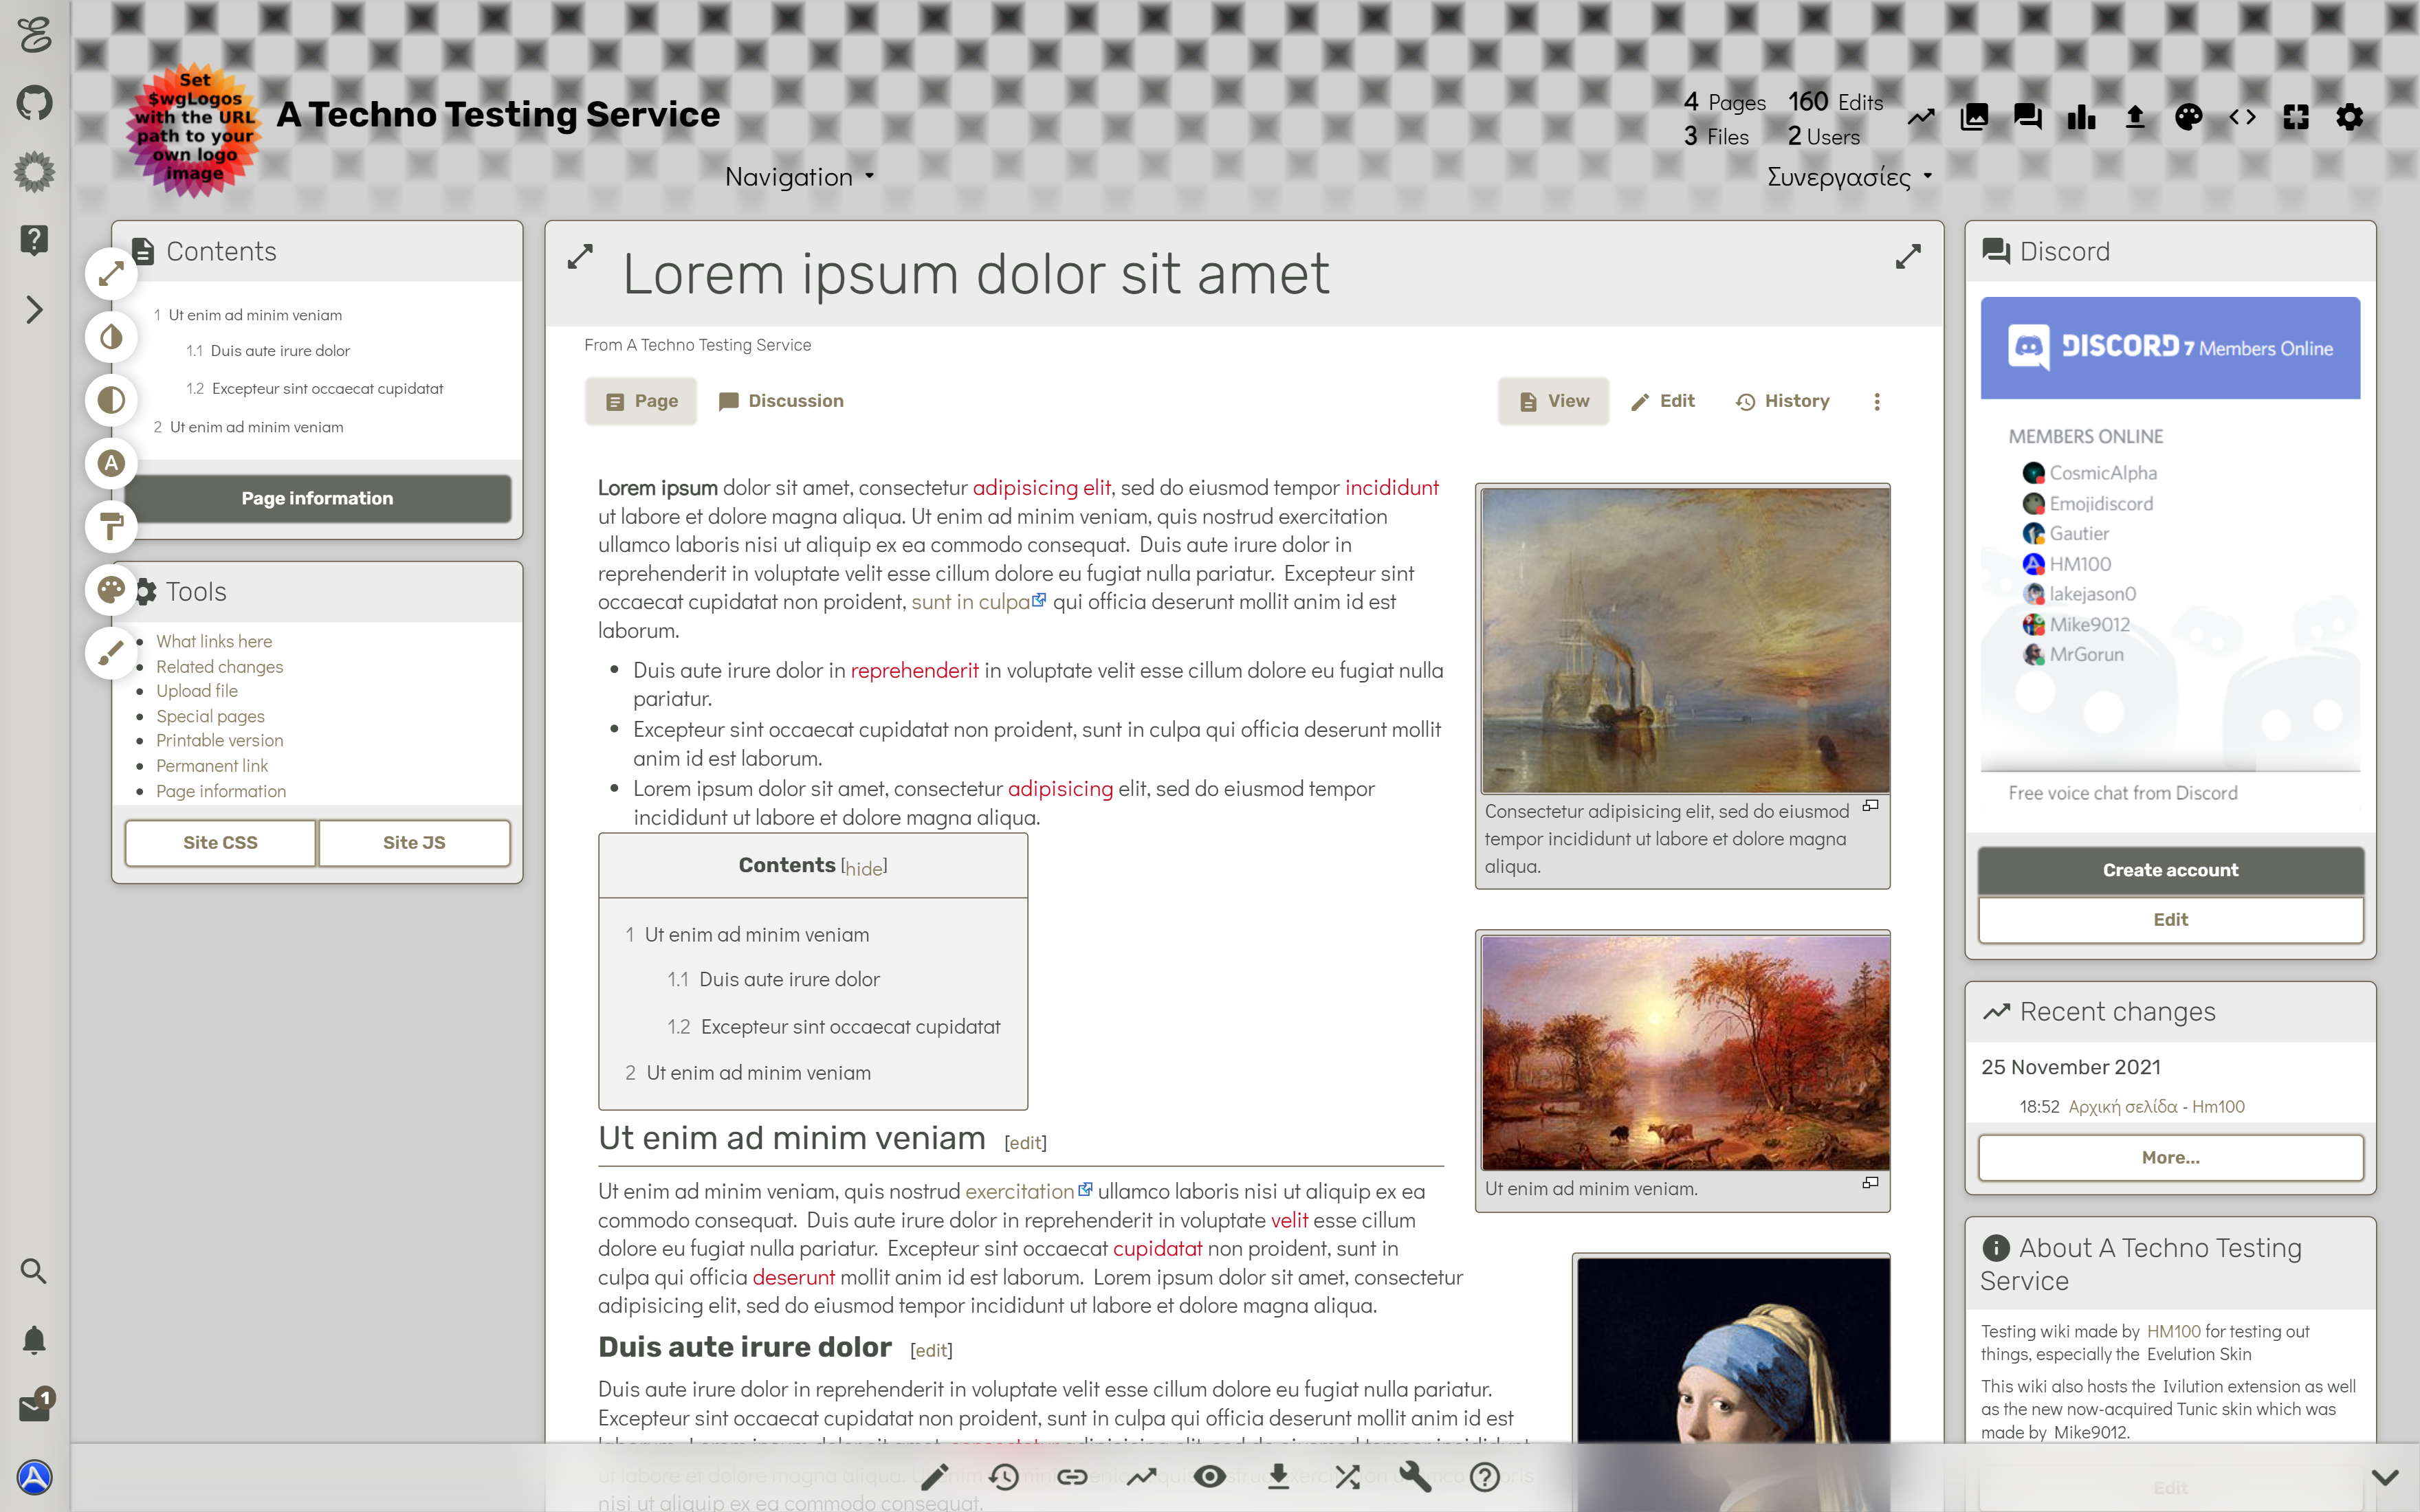 Set
$wgLogos
with the URL
path to your
own logo
image
A Techno Testing Service
4 Pages 160 Edits
3 Files 2 Users
Navigation
Συνεργασίες
Contents
1 Ut enim ad minim veniam
1.1 Duis aute irure dolor
1.2 Excepteur sint occaecat cupidatat
2 Ut enim ad minim veniam
Page information
Tools
What links here
Related changes
Upload file
Special pages
Printable version
Permanent link
Page information
Site CSS Site JS
1
Lorem ipsum dolor sit amet
From A Techno Testing Service
Page Discussion View Edit History
Lorem ipsum dolor sit amet, consectetur adipisicing elit, sed do eiusmod tempor incididunt
ut labore et dolore magna aliqua. Ut enim ad minim veniam, quis nostrud exercitation
ullamco laboris nisi ut aliquip ex ea commodo consequat. Duis aute irure dolor in
reprehenderit in voluptate velit esse cillum dolore eu fugiat nulla pariatur. Excepteur sint
occaecat cupidatat non proident, sunt in culpa qui officia deserunt mollit anim id est
laborum.
Duis aute irure dolor in reprehenderit in voluptate velit esse cillum dolore eu fugiat nulla
pariatur.
Excepteur sint occaecat cupidatat non proident, sunt in culpa qui officia deserunt mollit
anim id est laborum.
Lorem ipsum dolor sit amet, consectetur adipisicing elit, sed do eiusmod tempor
incididunt ut labore et dolore magna aliqua.
Contents [hide]
1 Ut enim ad minim veniam
1.1 Duis aute irure dolor
1.2 Excepteur sint occaecat cupidatat
2 Ut enim ad minim veniam
Ut enim ad minim veniam [edit]
Ut enim ad minim veniam, quis nostrud exercitation ullamco laboris nisi ut aliquip ex ea
commodo consequat. Duis aute irure dolor in reprehenderit in voluptate velit esse cillum
dolore eu fugiat nulla pariatur. Excepteur sint occaecat cupidatat non proident, sunt in
culpa qui officia deserunt mollit anim id est laborum. Lorem ipsum dolor sit amet, consectetur
adipisicing elit, sed do eiusmod tempor incididunt ut labore et dolore magna aliqua.
Duis aute irure dolor [edit]
Duis aute irure dolor in reprehenderit in voluptate velit esse cillum dolore eu fugiat nulla pariatur.
Excepteur sint occaecat cupidatat non proident, sunt in culpa qui officia deserunt mollit anim id est
nisi ut aliquip ex ea commodo consequat.
Consectetur adipisicing elit, sed do eiusmod
tempor incididunt ut labore et dolore magna
aliqua.
Ut enim ad minim veniam.
Discord
DISCORD 7 Members Online
MEMBERS ONLINE
CosmicAlpha
Emojidiscord
Gautier
HM100
lakejason0
Mike9012
MrGorun
Free voice chat from Discord
Create account
Edit
Recent changes
25 November 2021
18:52 Αρχική σελίδα - Hm100
More...
About A Techno Testing
Service
Testing wiki made by HM100 for testing out
things, especially the Evelution Skin
This wiki also hosts the Ivilution extension as well
as the new now-acquired Tunic skin which was
made by Mike9012.
Edit